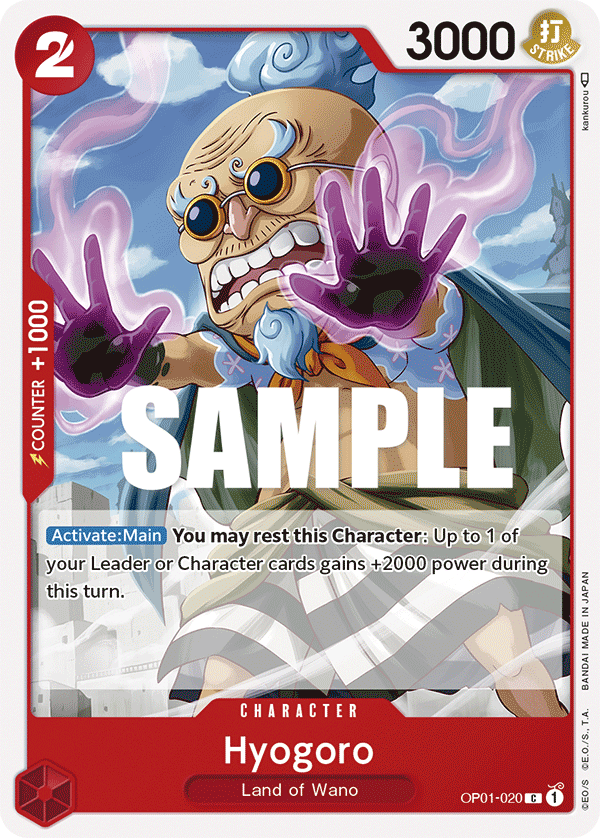 2
3000
打
STRIKE
kankurou
COUNTER +1000
SAMPLE
Activate:Main You may rest this Character: Up to 1 of
your Leader or Character cards gains +2000 power during
this turn.
CHARACTER
Hyogoro
Land of Wano
OP01-020 C 1
©E.O./S ©E.O./S., T.A. BANDAI MADE IN JAPAN